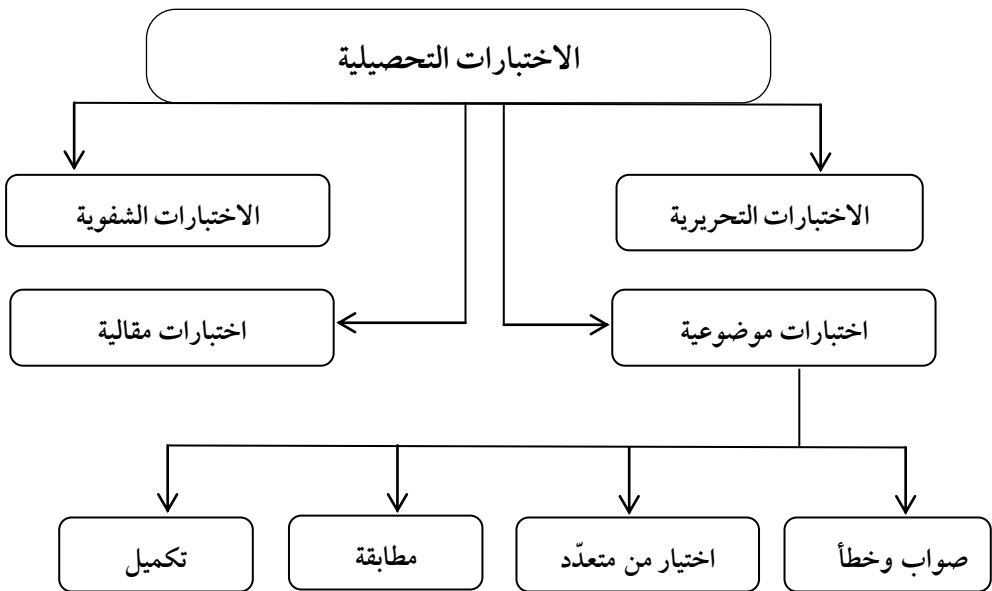 الاختبارات التحصيلية
الاختبارات التحريرية
الاختبارات الشفوية
اختبارات موضوعية
اختبارات مقالية
صواب وخطأ
اختيار من متعدّد
مطابقة
تكميل